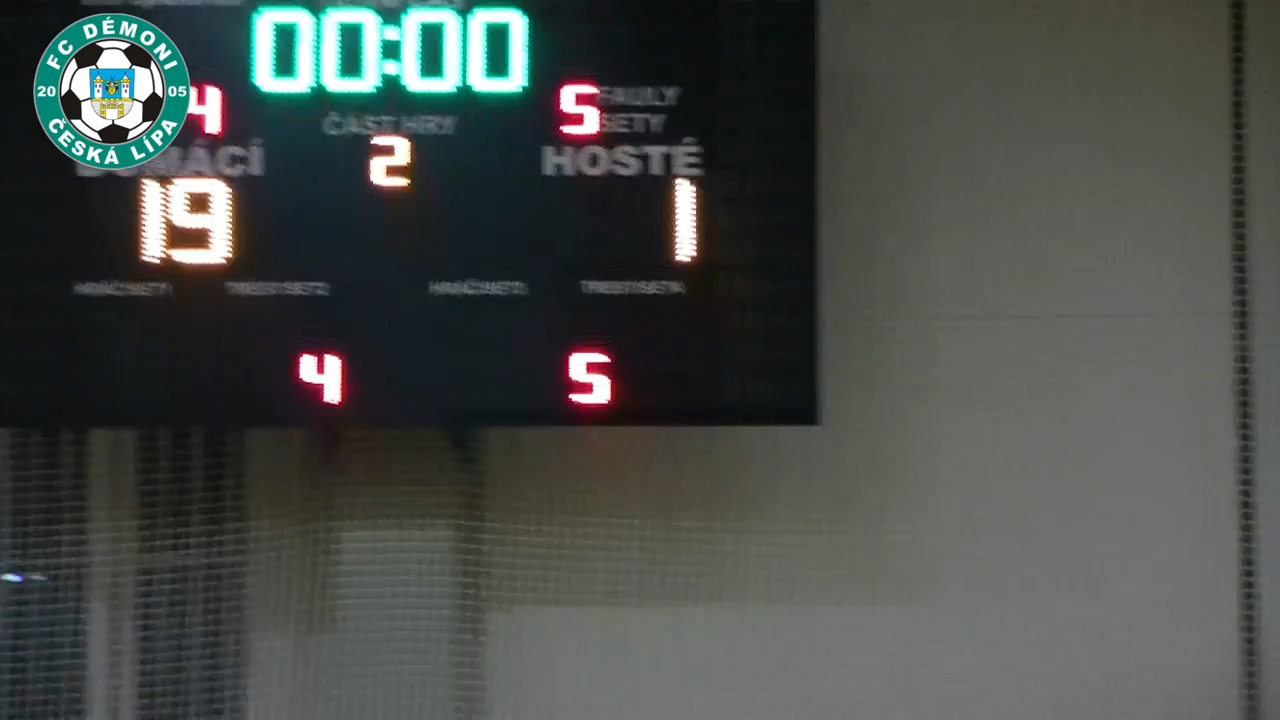 FC DÉMONI
20 05
ČESKÁ LÍPA
00:00
4
5 FAULY
SETY
ČÁST HRY
2
DOMÁCÍ
HOSTÉ
19
1
4
5